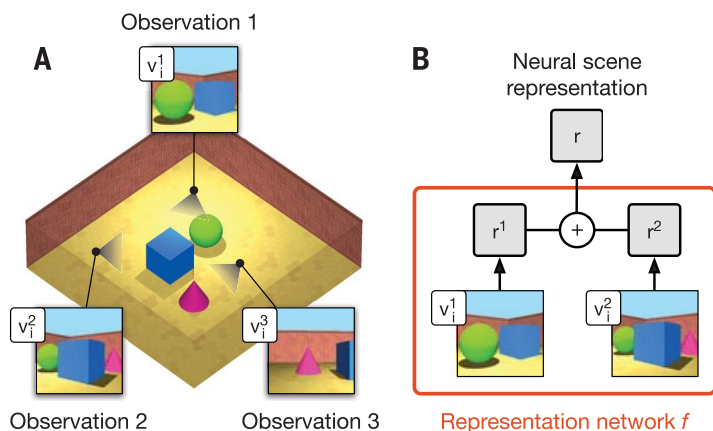 Observation 1
A
v¹ᵢ
v²ᵢ
v³ᵢ
Observation 2
Observation 3
B
Neural scene
representation
r
r¹
+
r²
v¹ᵢ
v²ᵢ
Representation network f